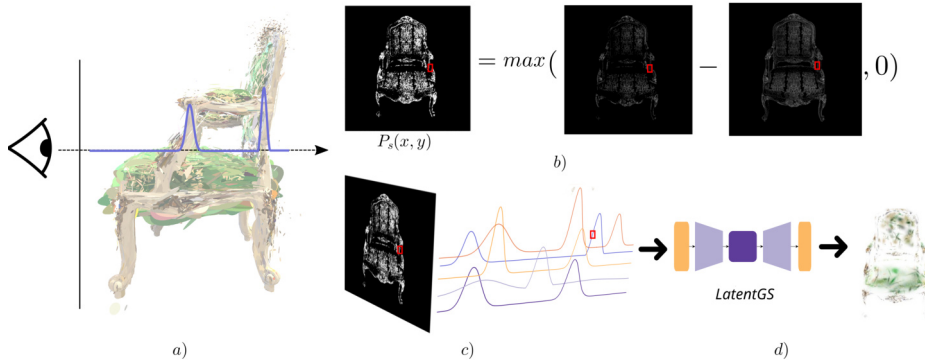 = max( − , 0)
P_s(x, y)
b)
LatentGS
a)
c)
d)